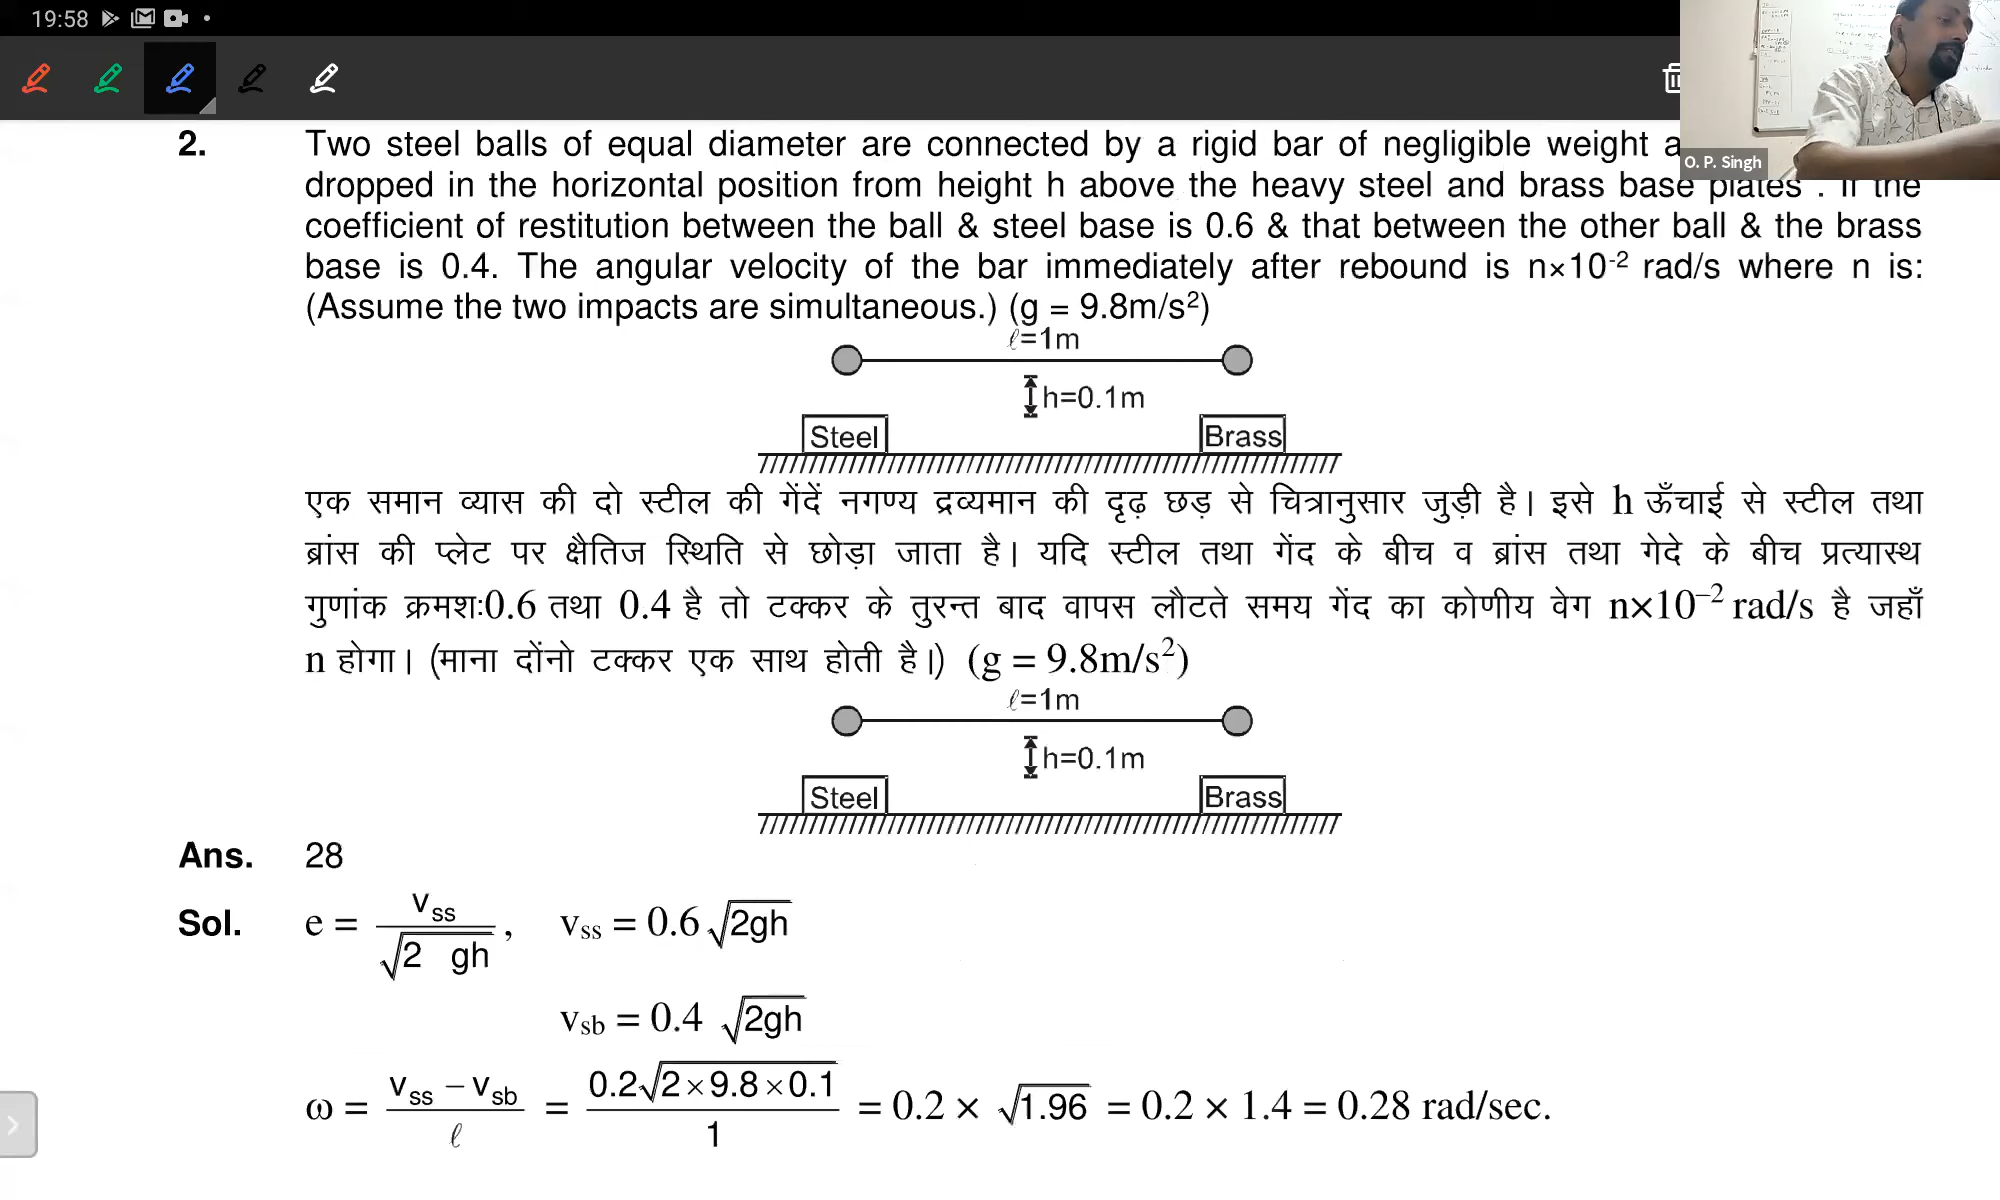 19:58
2. Two steel balls of equal diameter are connected by a rigid bar of negligible weight
dropped in the horizontal position from height h above the heavy steel and brass base plates . If the
coefficient of restitution between the ball & steel base is 0.6 & that between the other ball & the brass
base is 0.4. The angular velocity of the bar immediately after rebound is n×10⁻² rad/s where n is:
(Assume the two impacts are simultaneous.) (g = 9.8m/s²)
ℓ=1m
h=0.1m
Steel Brass
एक समान व्यास की दो स्टील की गेंदें नगण्य द्रव्यमान की दृढ़ छड़ से चित्रानुसार जुड़ी है। इसे h ऊँचाई से स्टील तथा
ब्रांस की प्लेट पर क्षैतिज स्थिति से छोड़ा जाता है। यदि स्टील तथा गेंद के बीच व ब्रांस तथा गेदे के बीच प्रत्यास्थ
गुणांक क्रमशः0.6 तथा 0.4 है तो टक्कर के तुरन्त बाद वापस लौटते समय गेंद का कोणीय वेग n×10⁻² rad/s है जहाँ
n होगा। (माना दोंनो टक्कर एक साथ होती है।) (g = 9.8m/s²)
ℓ=1m
h=0.1m
Steel Brass
Ans. 28
Sol. e = v_ss / √(2 gh) , v_ss = 0.6 √(2gh)
v_sb = 0.4 √(2gh)
ω = (v_ss − v_sb) / ℓ = 0.2√(2×9.8×0.1) / 1 = 0.2 × √1.96 = 0.2 × 1.4 = 0.28 rad/sec.
O. P. Singh